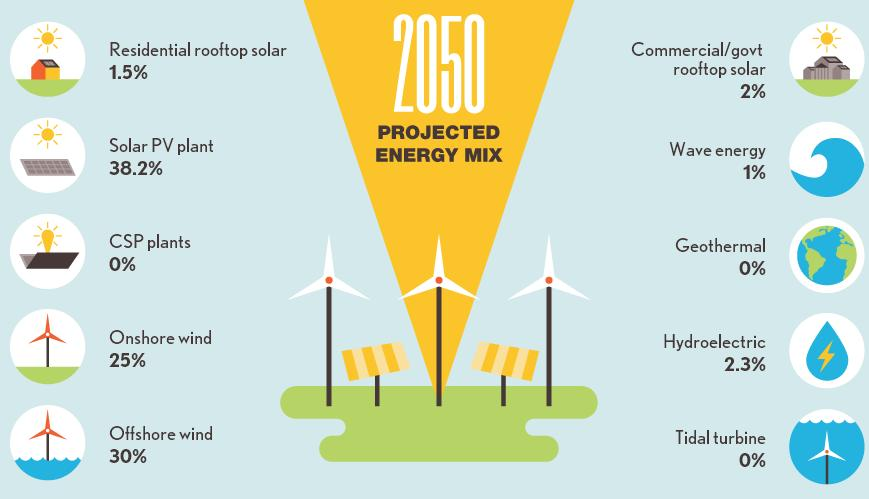 2050
PROJECTED
ENERGY MIX
Residential rooftop solar
1.5%
Solar PV plant
38.2%
CSP plants
0%
Onshore wind
25%
Offshore wind
30%
Commercial/govt
rooftop solar
2%
Wave energy
1%
Geothermal
0%
Hydroelectric
2.3%
Tidal turbine
0%